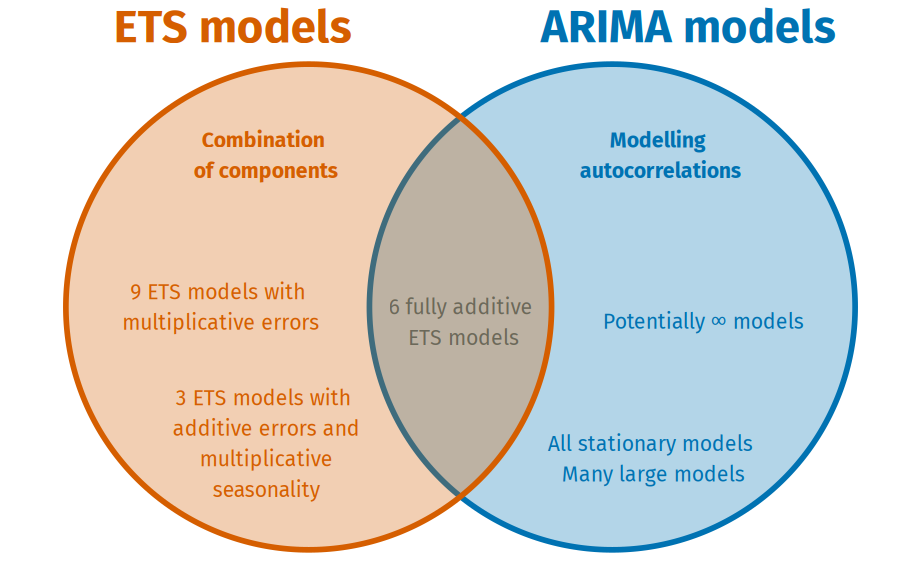 ETS models
ARIMA models
Combination
of components
Modelling
autocorrelations
9 ETS models with
multiplicative errors
6 fully additive
ETS models
Potentially ∞ models
3 ETS models with
additive errors and
multiplicative
seasonality
All stationary models
Many large models